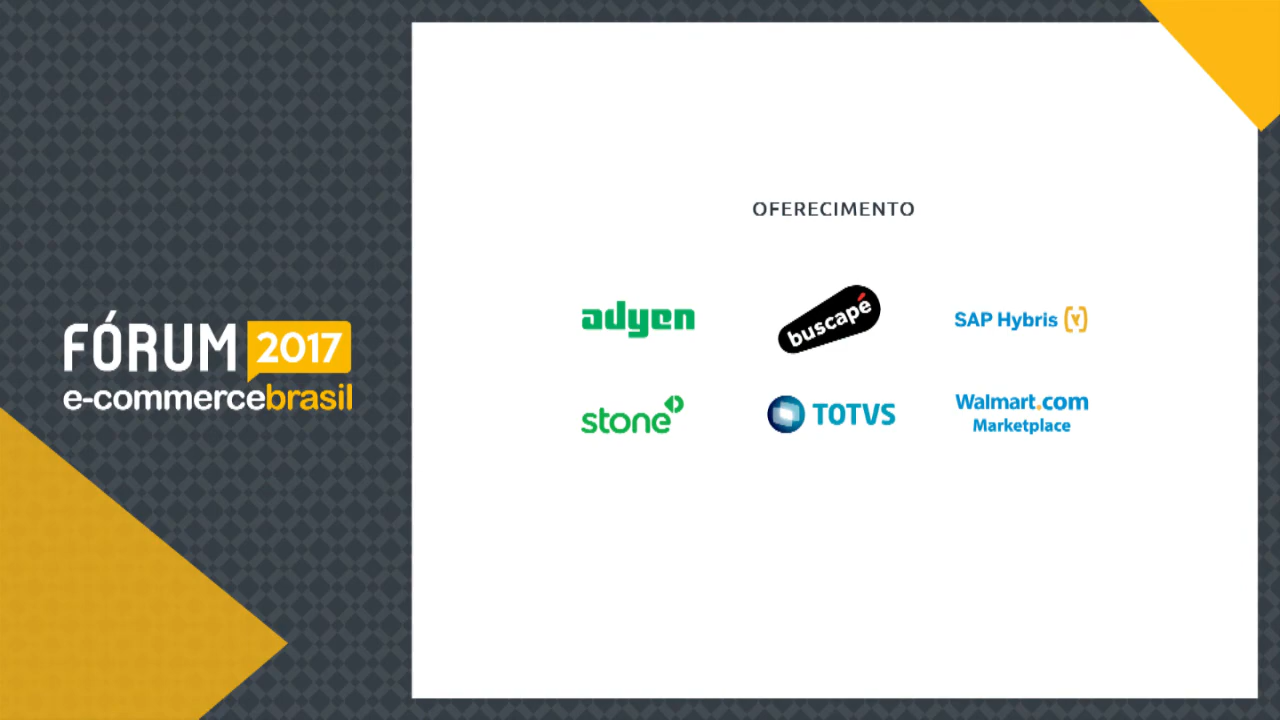 FÓRUM 2017
e-commercebrasil
OFERECIMENTO
adyen
buscapé
SAP Hybris
stone
TOTVS
Walmart.com
Marketplace